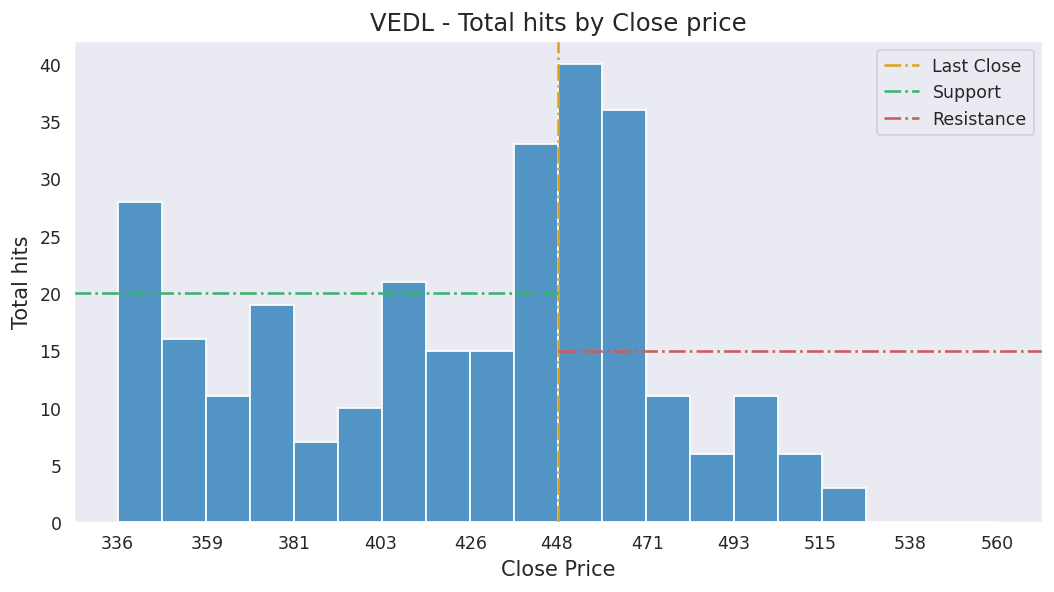 VEDL - Total hits by Close price
Last Close
Support
Resistance
Total hits
40
35
30
25
20
15
10
5
0
336 359 381 403 426 448 471 493 515 538 560
Close Price